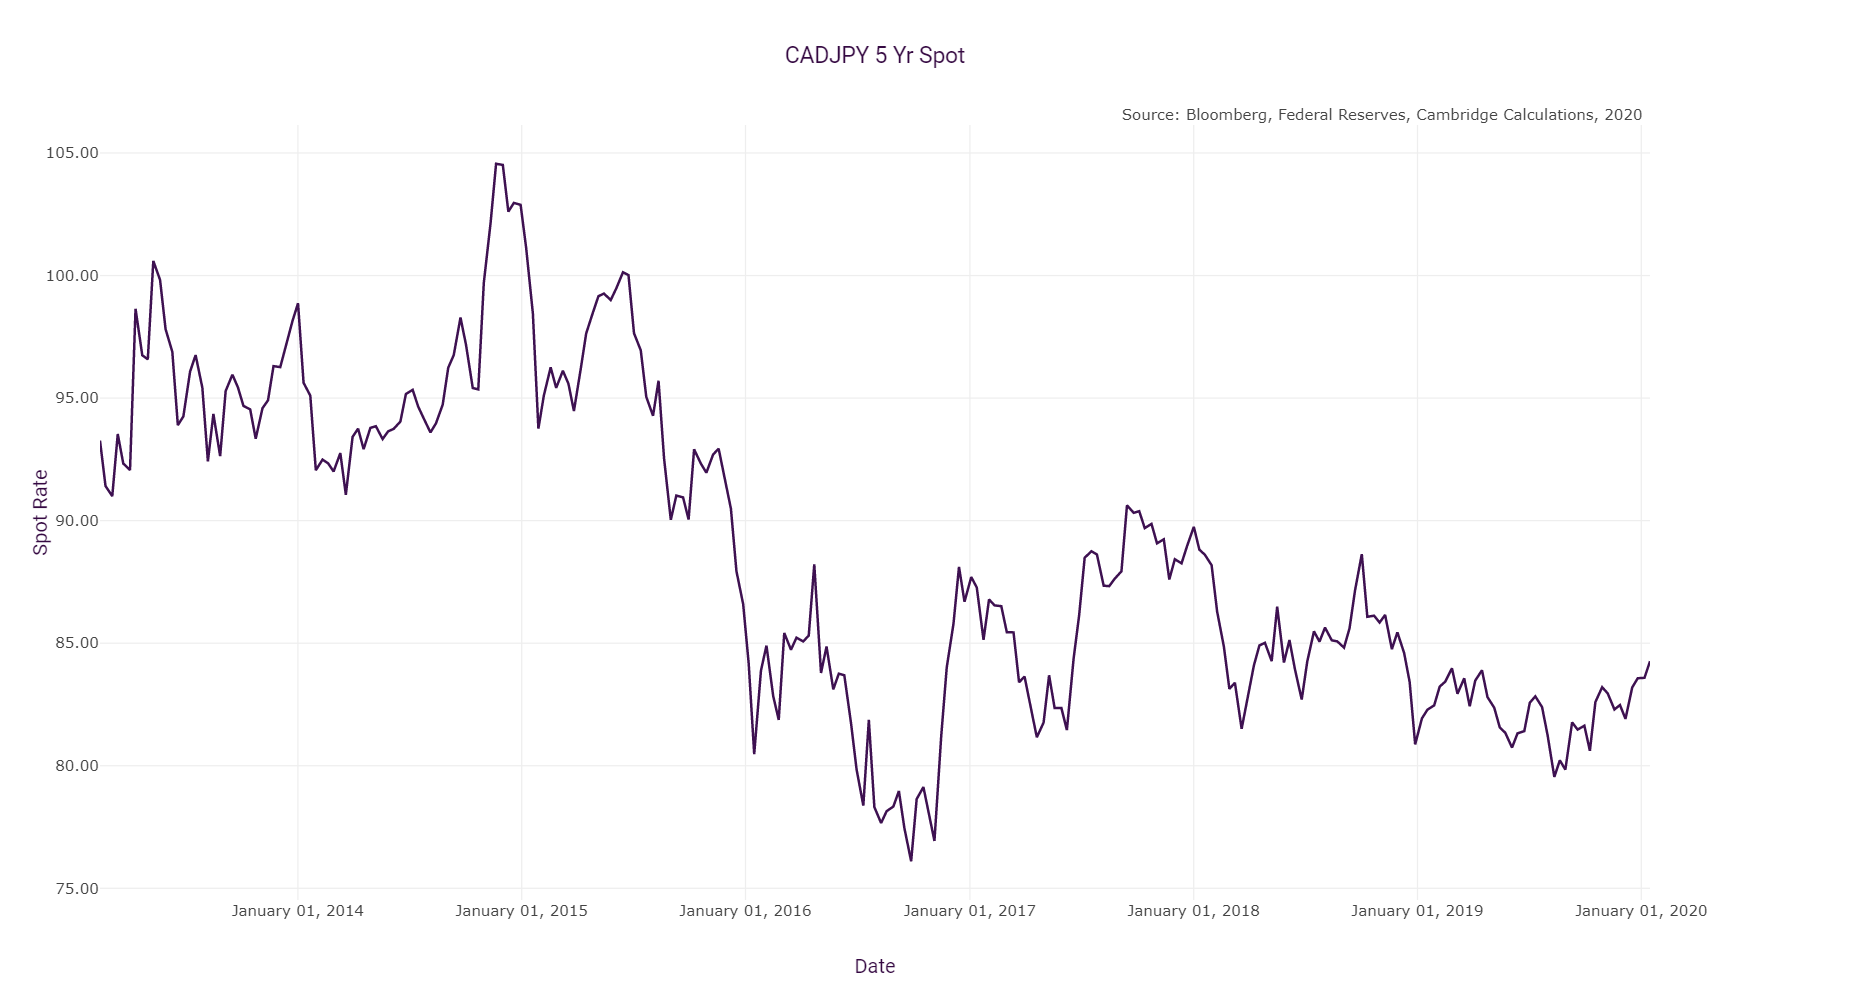 CADJPY 5 Yr Spot
Source: Bloomberg, Federal Reserves, Cambridge Calculations, 2020
105.00
100.00
95.00
90.00
85.00
80.00
75.00
Spot Rate
January 01, 2014
January 01, 2015
January 01, 2016
January 01, 2017
January 01, 2018
January 01, 2019
January 01, 2020
Date